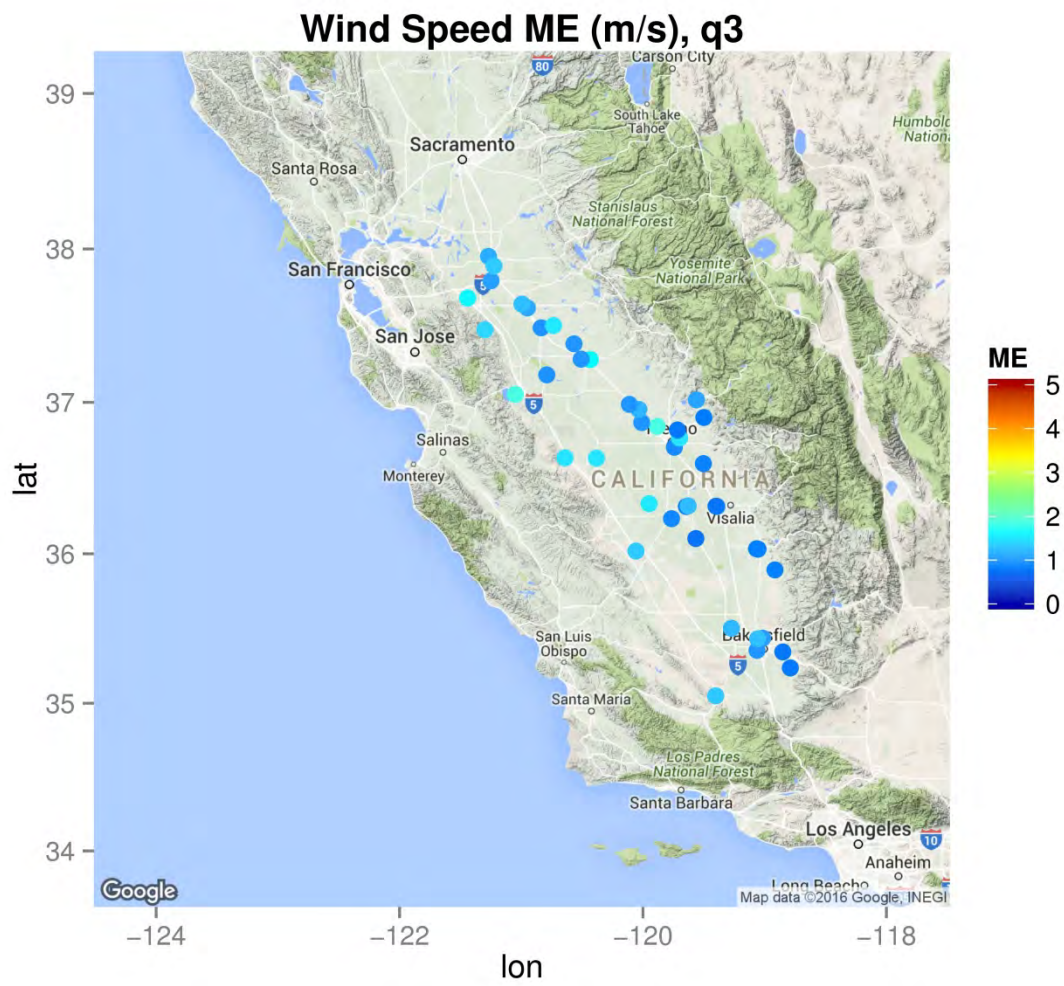 Wind Speed ME (m/s), q3
39
38
37
36
35
34
lat
-124
-122
-120
-118
lon
80
Carson City
South Lake
Tahoe
Sacramento
Santa Rosa
Stanislaus
National Forest
San Francisco
5
Yosemite
National Park
San Jose
5
Salinas
Monterey
CALIFORNIA
Visalia
San Luis
Obispo
Bakersfield
5
Santa Maria
Los Padres
National Forest
Santa Barbara
Los Angeles
10
Anaheim
Long Beach
Google
Map data ©2016 Google, INEGI
ME
5
4
3
2
1
0